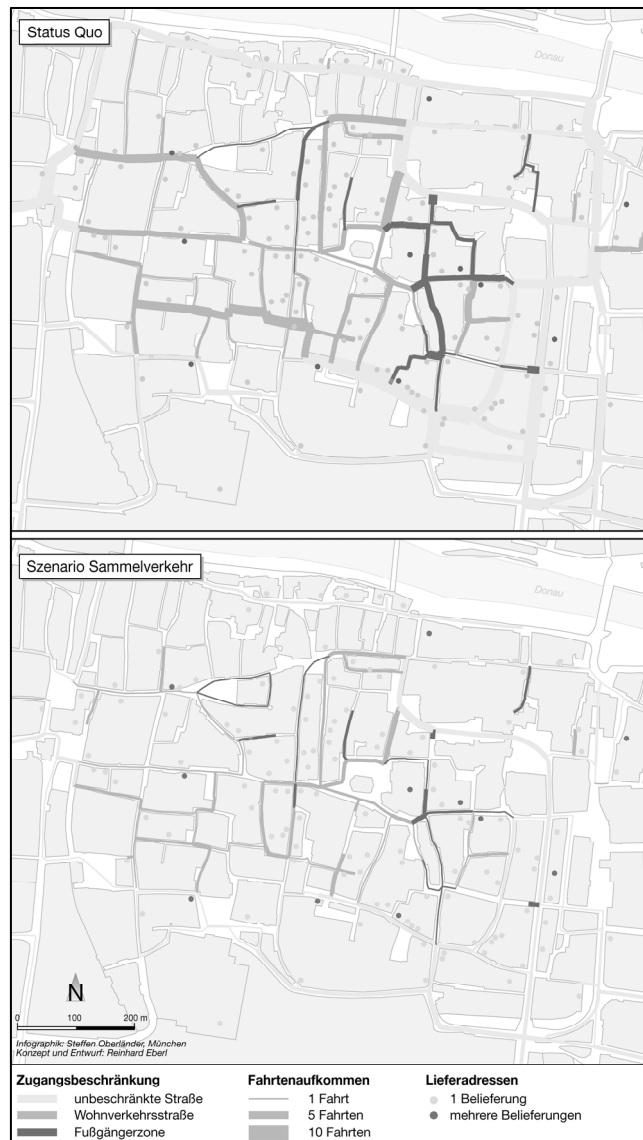 Status Quo
Donau
Szenario Sammelverkehr
Donau
N
0 100 200 m
Infographik: Steffen Oberländer, München
Konzept und Entwurf: Reinhard Eberl
Zugangsbeschränkung
unbeschränkte Straße
Wohnverkehrsstraße
Fußgängerzone
Fahrtenaufkommen
1 Fahrt
5 Fahrten
10 Fahrten
Lieferadressen
1 Belieferung
mehrere Belieferungen